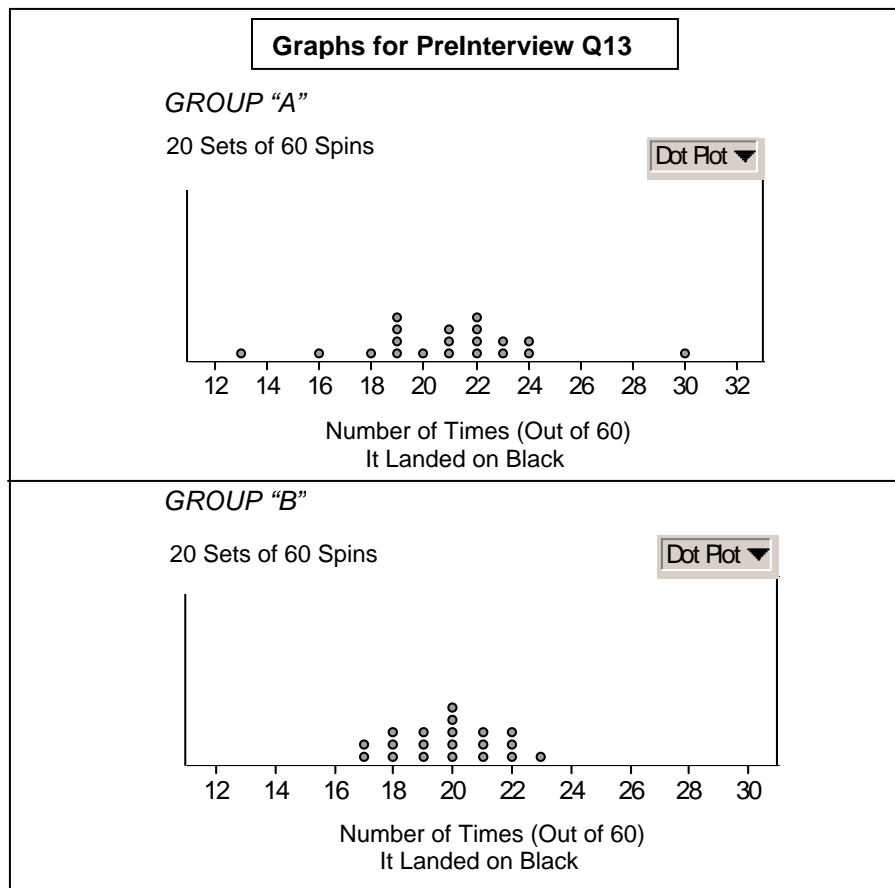 Graphs for PreInterview Q13
GROUP “A”
20 Sets of 60 Spins
Dot Plot
12 14 16 18 20 22 24 26 28 30 32
Number of Times (Out of 60)
It Landed on Black
GROUP “B”
20 Sets of 60 Spins
Dot Plot
12 14 16 18 20 22 24 26 28 30
Number of Times (Out of 60)
It Landed on Black